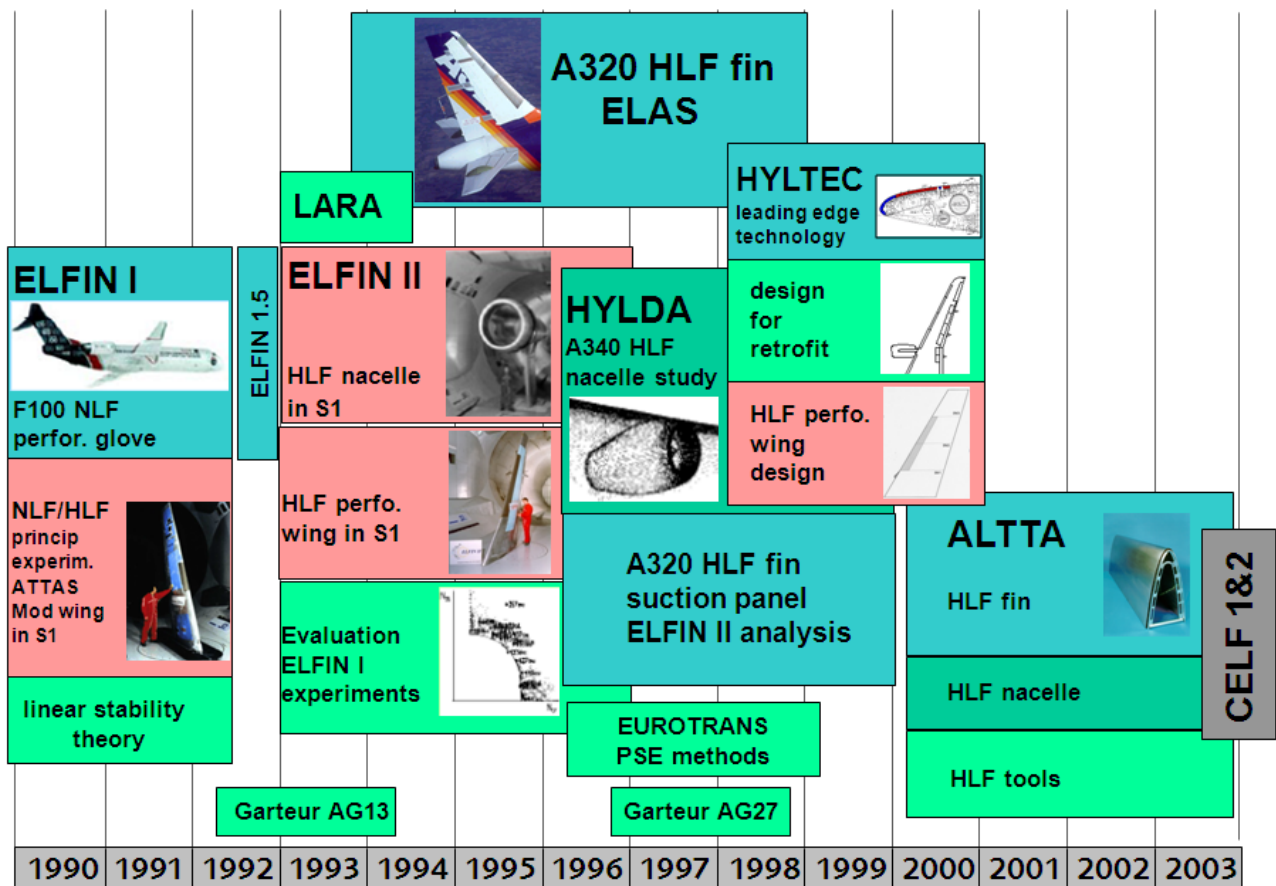 A320 HLF fin
ELAS
LARA
HYLTEC
leading edge
technology
design
for
retrofit
HLF perfo.
wing
design
ELFIN I
F100 NLF
perfor. glove
NLF/HLF
princip
experim.
ATTAS
Mod wing
in S1
linear stability
theory
ELFIN 1.5
ELFIN II
HLF nacelle
in S1
HLF perfo.
wing in S1
Evaluation
ELFIN I
experiments
HYLDA
A340 HLF
nacelle study
A320 HLF fin
suction panel
ELFIN II analysis
EUROTRANS
PSE methods
Garteur AG13
Garteur AG27
ALTTA
HLF fin
HLF nacelle
HLF tools
CELF 1&2
1990 1991 1992 1993 1994 1995 1996 1997 1998 1999 2000 2001 2002 2003